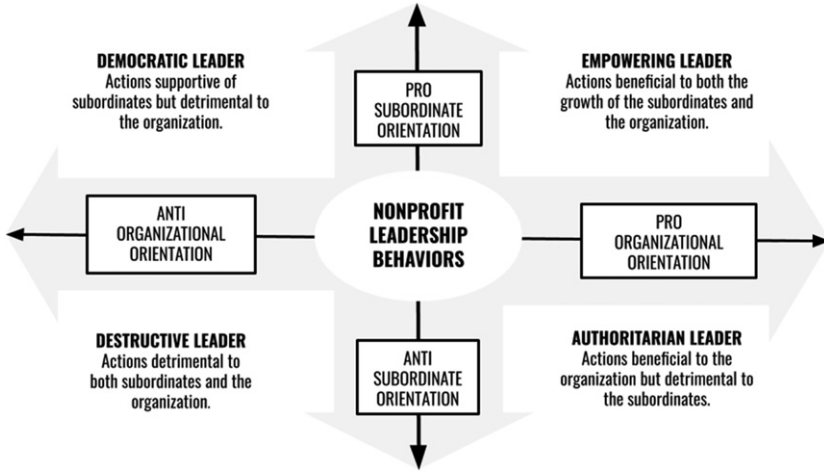 DEMOCRATIC LEADER
Actions supportive of
subordinates but detrimental to
the organization.
PRO
SUBORDINATE
ORIENTATION
EMPOWERING LEADER
Actions beneficial to both the
growth of the subordinates and
the organization.
ANTI
ORGANIZATIONAL
ORIENTATION
NONPROFIT
LEADERSHIP
BEHAVIORS
PRO
ORGANIZATIONAL
ORIENTATION
DESTRUCTIVE LEADER
Actions detrimental to
both subordinates and the
organization.
ANTI
SUBORDINATE
ORIENTATION
AUTHORITARIAN LEADER
Actions beneficial to the
organization but detrimental to
the subordinates.